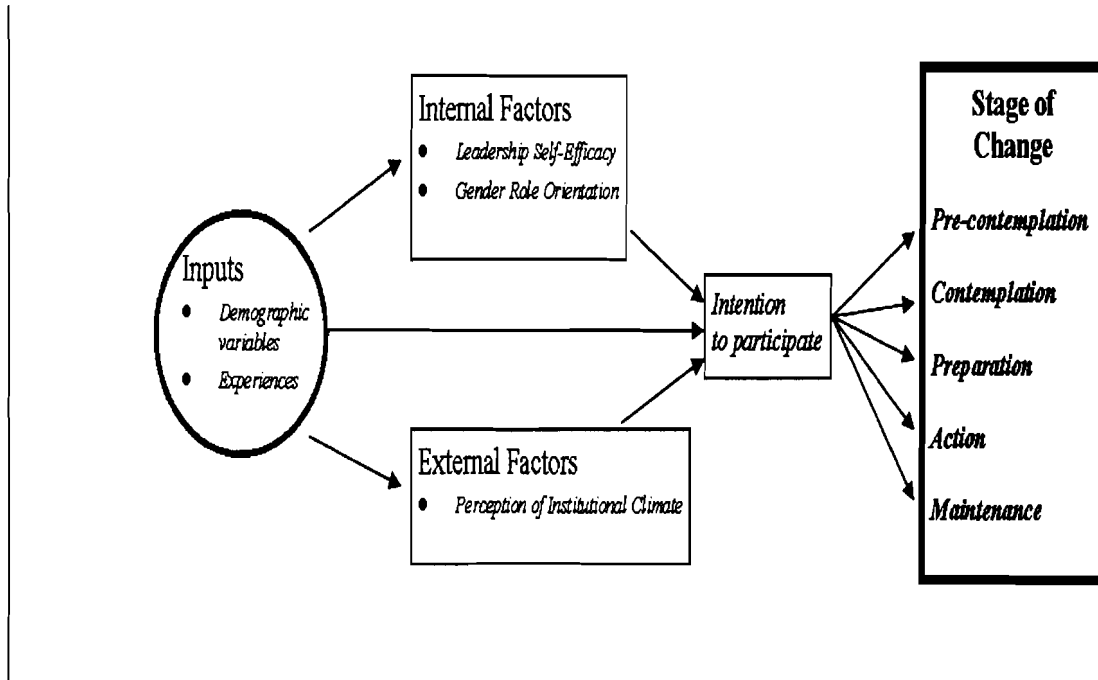 Inputs
• Demographic
variables
• Experiences
Internal Factors
• Leadership Self-Efficacy
• Gender Role Orientation
External Factors
• Perception of Institutional Climate
Intention
to participate
Stage of
Change
Pre-contemplation
Contemplation
Preparation
Action
Maintenance